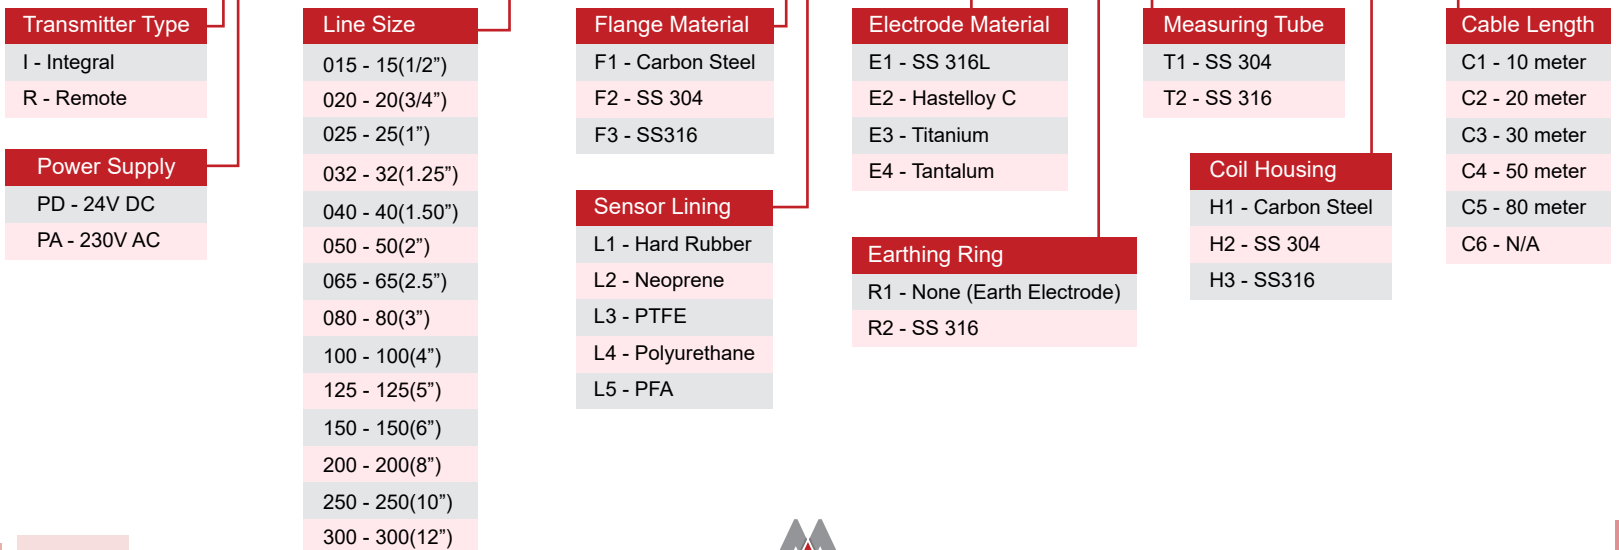 Transmitter Type
I - Integral
R - Remote
Power Supply
PD - 24V DC
PA - 230V AC
Line Size
015 - 15(1/2”)
020 - 20(3/4”)
025 - 25(1”)
032 - 32(1.25”)
040 - 40(1.50”)
050 - 50(2”)
065 - 65(2.5”)
080 - 80(3”)
100 - 100(4”)
125 - 125(5”)
150 - 150(6”)
200 - 200(8”)
250 - 250(10”)
300 - 300(12”)
Flange Material
F1 - Carbon Steel
F2 - SS 304
F3 - SS316
Sensor Lining
L1 - Hard Rubber
L2 - Neoprene
L3 - PTFE
L4 - Polyurethane
L5 - PFA
Electrode Material
E1 - SS 316L
E2 - Hastelloy C
E3 - Titanium
E4 - Tantalum
Earthing Ring
R1 - None (Earth Electrode)
R2 - SS 316
Measuring Tube
T1 - SS 304
T2 - SS 316
Coil Housing
H1 - Carbon Steel
H2 - SS 304
H3 - SS316
Cable Length
C1 - 10 meter
C2 - 20 meter
C3 - 30 meter
C4 - 50 meter
C5 - 80 meter
C6 - N/A